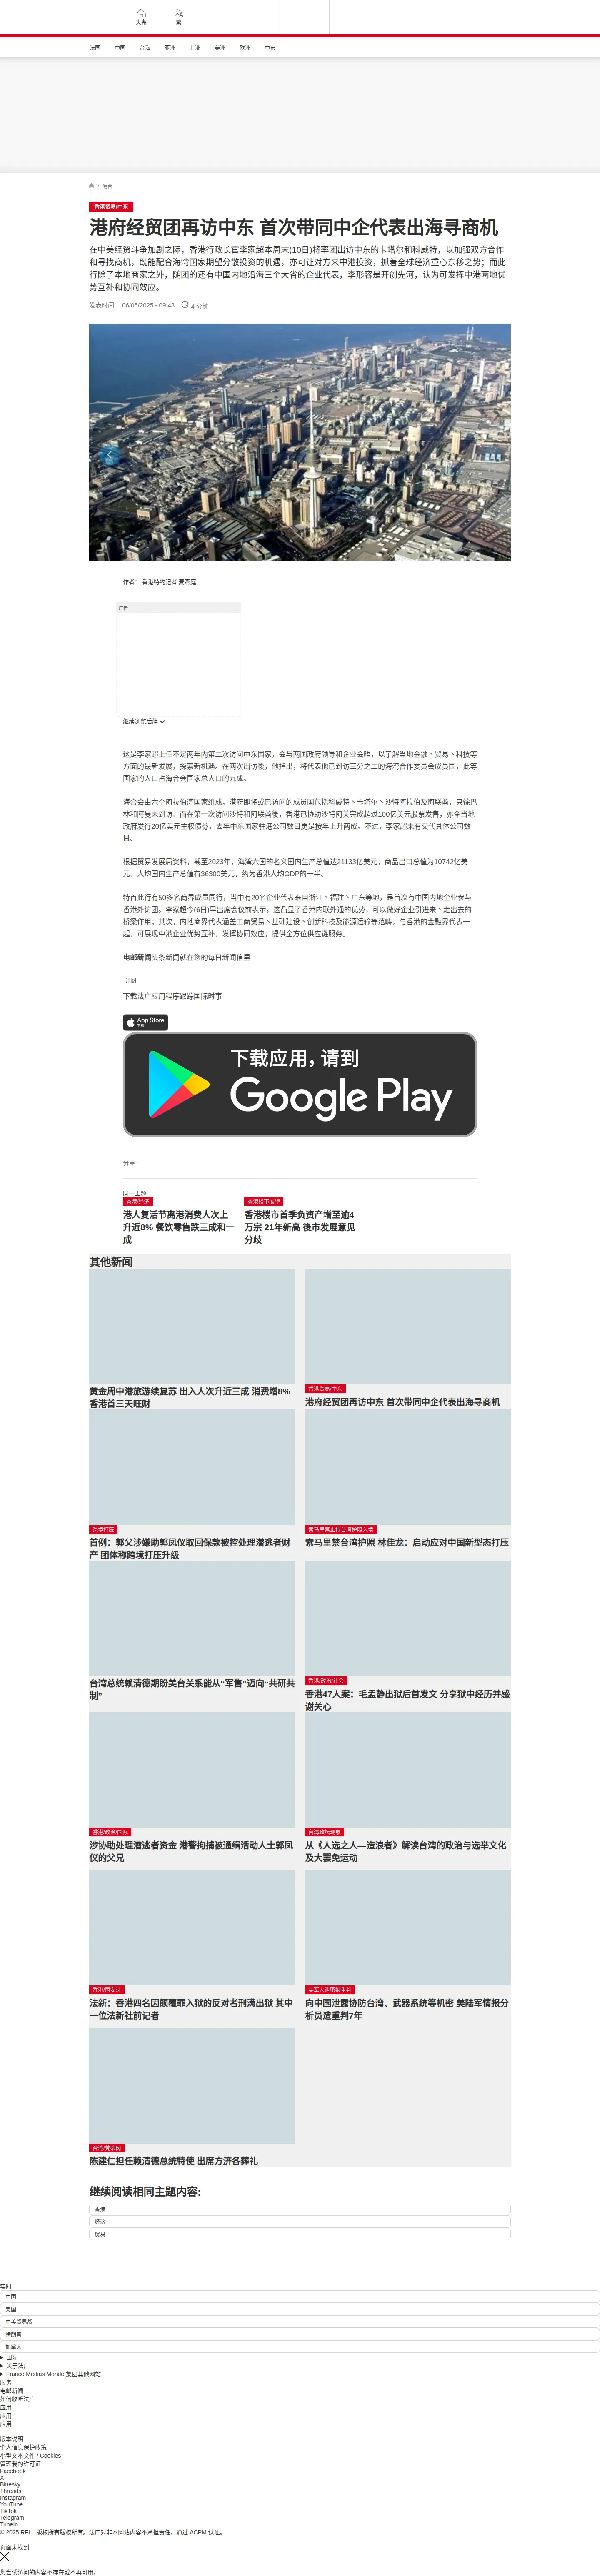 头条
繁
法国
中国
台海
亚洲
非洲
美洲
欧洲
中东
/ 港台
香港贸易/中东
港府经贸团再访中东 首次带同中企代表出海寻商机
在中美经贸斗争加剧之际，香港行政长官李家超本周末(10日)将率团出访中东的卡塔尔和科威特，以加强双方合作
和寻找商机，既能配合海湾国家期望分散投资的机遇，亦可让对方来中港投资，抓着全球经济重心东移之势；而此
行除了本地商家之外，随团的还有中国内地沿海三个大省的企业代表，李形容是开创先河，认为可发挥中港两地优
势互补和协同效应。
发表时间： 06/05/2025 - 09:43
4 分钟
作者： 香港特约记者 麦燕庭
广告
继续浏览后续
这是李家超上任不足两年内第二次访问中东国家，会与两国政府领导和企业会晤，以了解当地金融丶贸易丶科技等
方面的最新发展，探索新机遇。在两次出访後，他指出，将代表他已到访三分之二的海湾合作委员会成员国，此等
国家的人口占海合会国家总人口的九成。
海合会由六个阿拉伯湾国家组成，港府即将或已访问的成员国包括科威特丶卡塔尔丶沙特阿拉伯及阿联酋，只馀巴
林和阿曼未到访。而在第一次访问沙特和阿联酋後，香港已协助沙特阿美完成超过100亿美元股票发售，亦令当地
政府发行20亿美元主权债劵，去年中东国家驻港公司数目更是按年上升两成。不过，李家超未有交代具体公司数
目。
根据贸易发展局资料，截至2023年，海湾六国的名义国内生产总值达21133亿美元，商品出口总值为10742亿美
元，人均国内生产总值有36300美元，约为香港人均GDP的一半。
特首此行有50多名商界成员同行，当中有20名企业代表来自浙江丶福建丶广东等地，是首次有中国内地企业参与
香港外访团。李家超今(6日)早出席会议前表示，这凸显了香港内联外通的优势，可以做好企业引进来丶走出去的
桥梁作用；其次，内地商界代表涵盖工商贸易丶基础建设丶创新科技及能源运输等范畴，与香港的金融界代表一
起，可展现中港企业优势互补，发挥协同效应，提供全方位供应链服务。
电邮新闻头条新闻就在您的每日新闻信里
订阅
下载法广应用程序跟踪国际时事
App Store
下载
下载应用，请到
Google Play
分享 :
同一主题
香港/经济
港人复活节离港消费人次上
升近8% 餐饮零售跌三成和一
成
香港楼市展望
香港楼市首季负资产增至逾4
万宗 21年新高 後市发展意见
分歧
其他新闻
黄金周中港旅游续复苏 出入人次升近三成 消费增8%
香港首三天旺财
香港贸易/中东
港府经贸团再访中东 首次带同中企代表出海寻商机
跨境打压
首例：郭父涉嫌助郭凤仪取回保款被控处理潜逃者财
产 团体称跨境打压升级
索马里禁止持台湾护照入境
索马里禁台湾护照 林佳龙：启动应对中国新型态打压
台湾总统赖清德期盼美台关系能从“军售”迈向“共研共
制”
香港/政治/社会
香港47人案：毛孟静出狱后首发文 分享狱中经历并感
谢关心
香港/政治/国际
涉协助处理潜逃者资金 港警拘捕被通缉活动人士郭凤
仪的父兄
台湾政坛现象
从《人选之人—造浪者》解读台湾的政治与选举文化
及大罢免运动
香港/国安法
法新：香港四名因颠覆罪入狱的反对者刑满出狱 其中
一位法新社前记者
美军人泄密被重判
向中国泄露协防台湾、武器系统等机密 美陆军情报分
析员遭重判7年
台湾/梵蒂冈
陈建仁担任赖清德总统特使 出席方济各葬礼
继续阅读相同主题内容:
香港
经济
贸易
实时
中国
美国
中美贸易战
特朗普
加拿大
国际
关于法广
France Médias Monde 集团其他网站
服务
电邮新闻
如何收听法广
应用
应用
应用
版本说明
个人信息保护政策
小型文本文件 / Cookies
管理我的许可证
Facebook
X
Bluesky
Threads
Instagram
YouTube
TikTok
Telegram
TuneIn
© 2025 RFI – 版权所有版权所有。法广对非本网站内容不承担责任。通过 ACPM 认证。
页面未找到
您尝试访问的内容不存在或不再可用。